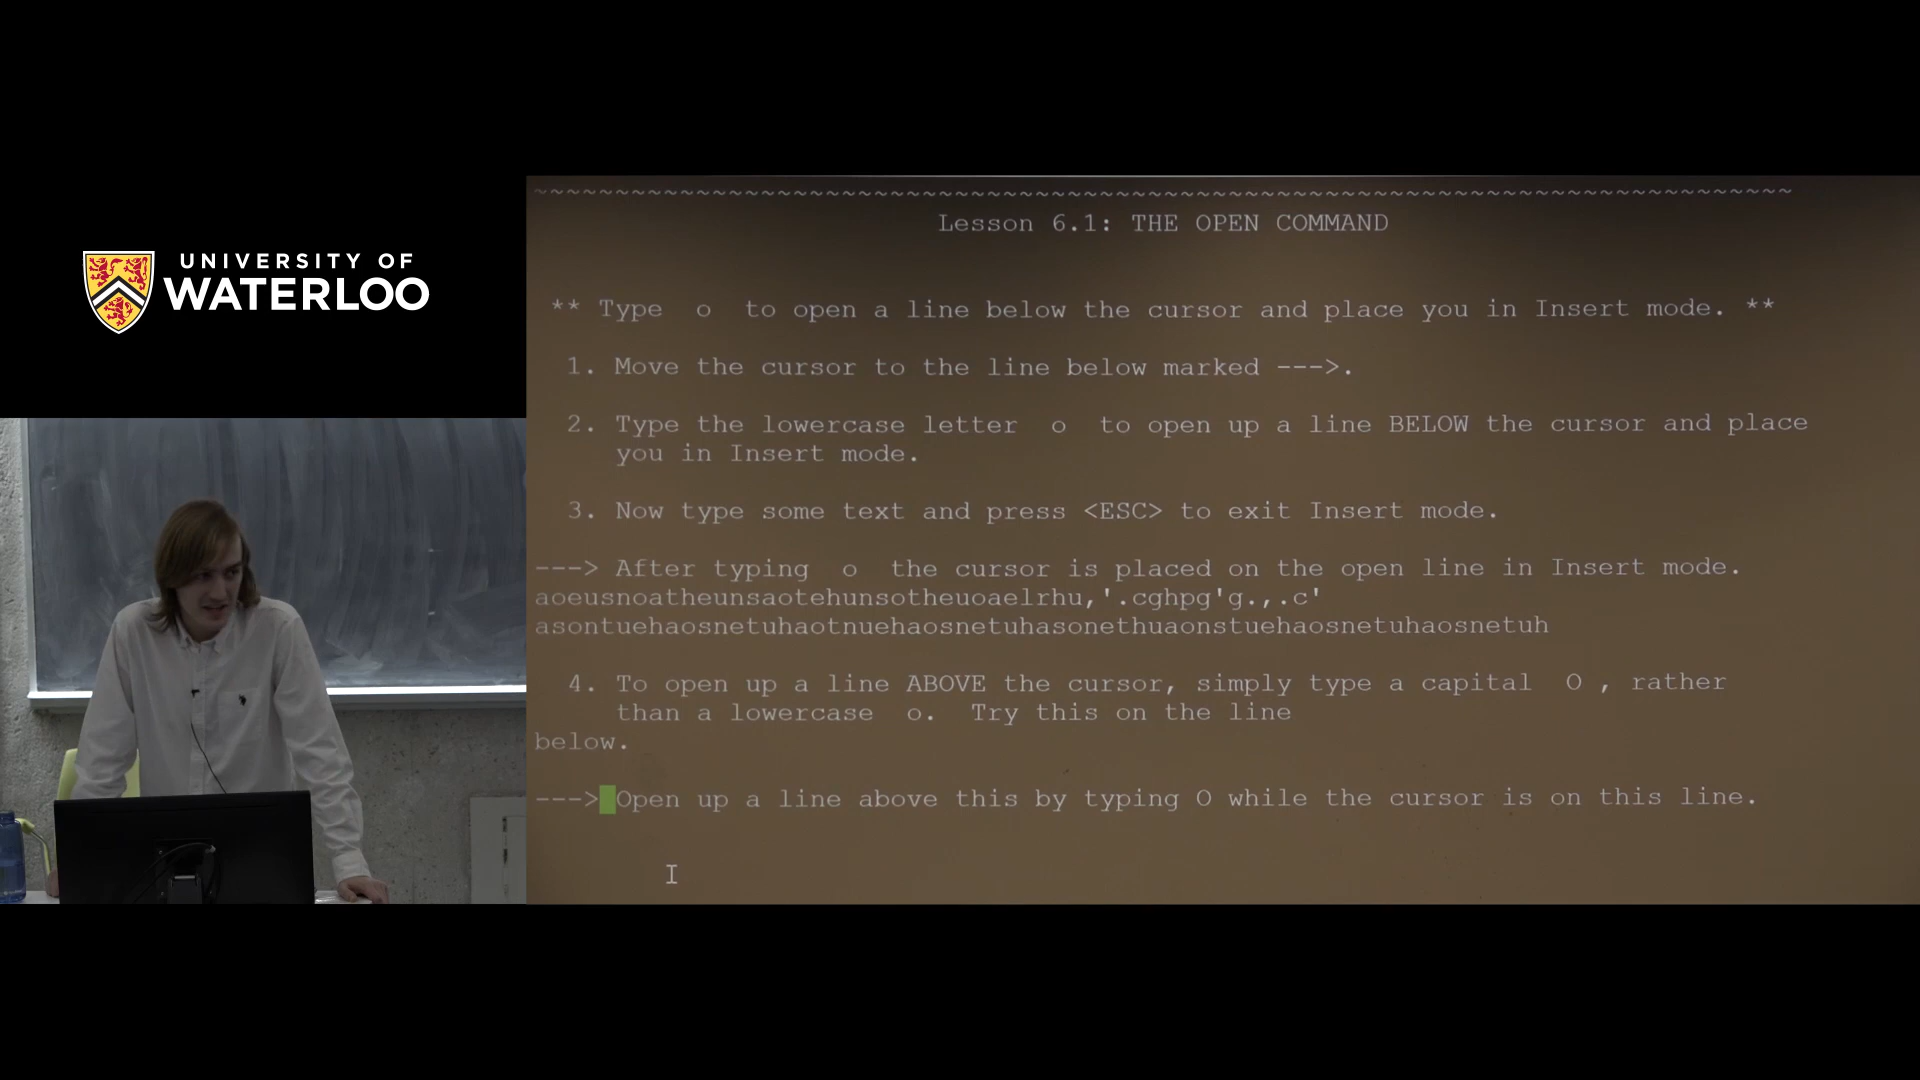 UNIVERSITY OF
WATERLOO
~~~~~~~~~~~~~~~~~~~~~~~~~~~~~~~~~~~~~~~~~~~~~~~~~~~~~~~~~~~~~~~~~~~~~~~~~~~~~~
Lesson 6.1: THE OPEN COMMAND
** Type  o  to open a line below the cursor and place you in Insert mode. **
1. Move the cursor to the line below marked --->.
2. Type the lowercase letter  o  to open up a line BELOW the cursor and place
you in Insert mode.
3. Now type some text and press <ESC> to exit Insert mode.
---> After typing  o  the cursor is placed on the open line in Insert mode.
aoeusnoatheunsaotehunsotheuoaelrhu,'.cghpg'g.,.c'
asontuehaosnetuhaotnuehaosnetuhasonethuaonstuehaosnetuhaosnetuh
4. To open up a line ABOVE the cursor, simply type a capital  O , rather
than a lowercase  o.  Try this on the line
below.
---> Open up a line above this by typing O while the cursor is on this line.